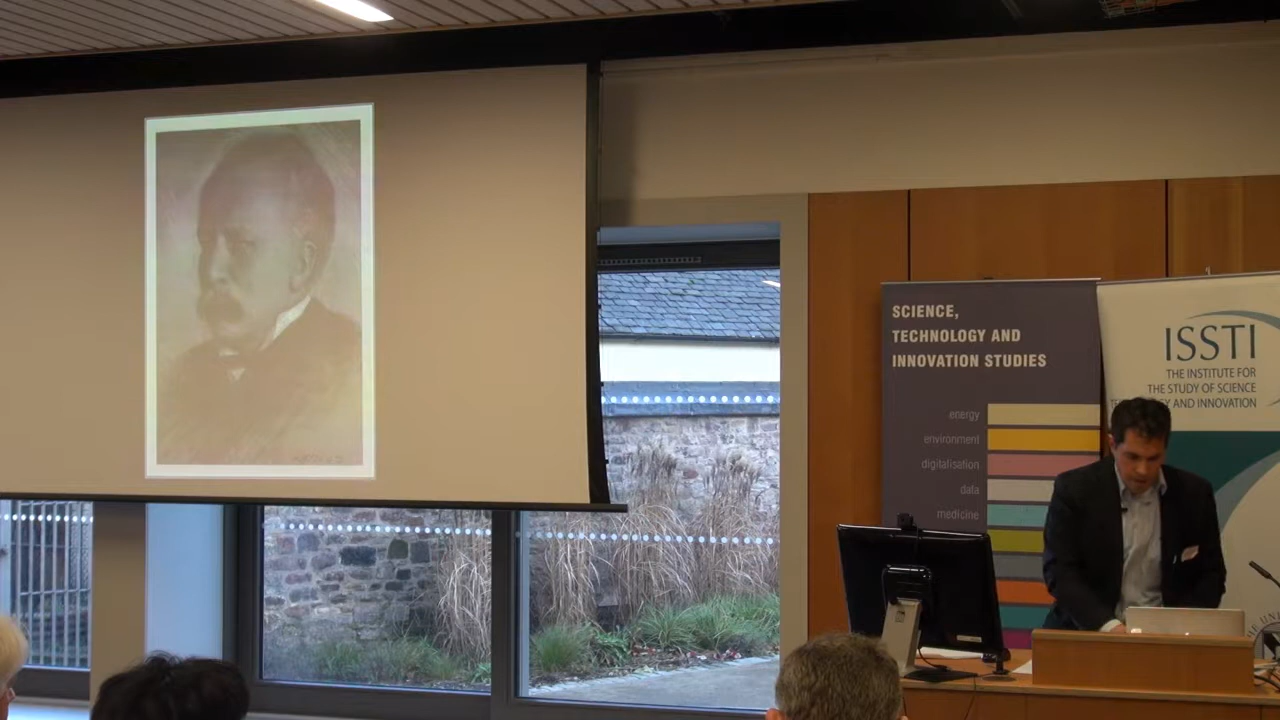 SCIENCE,
TECHNOLOGY AND
INNOVATION STUDIES
energy
environment
digitalisation
data
medicine
ISSTI
THE INSTITUTE FOR
THE STUDY OF SCIENCE
AND INNOVATION